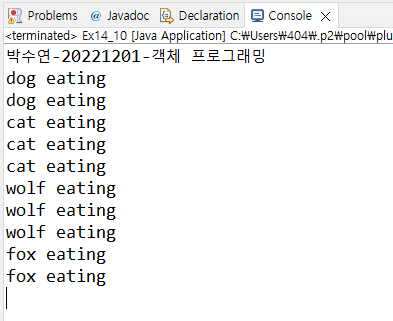 Problems @ Javadoc Declaration Console
<terminated> Ex14_10 [Java Application] C:₩Users₩404₩.p2₩pool₩plu
박수연-20221201-객체 프로그래밍
dog eating
dog eating
cat eating
cat eating
cat eating
wolf eating
wolf eating
wolf eating
fox eating
fox eating